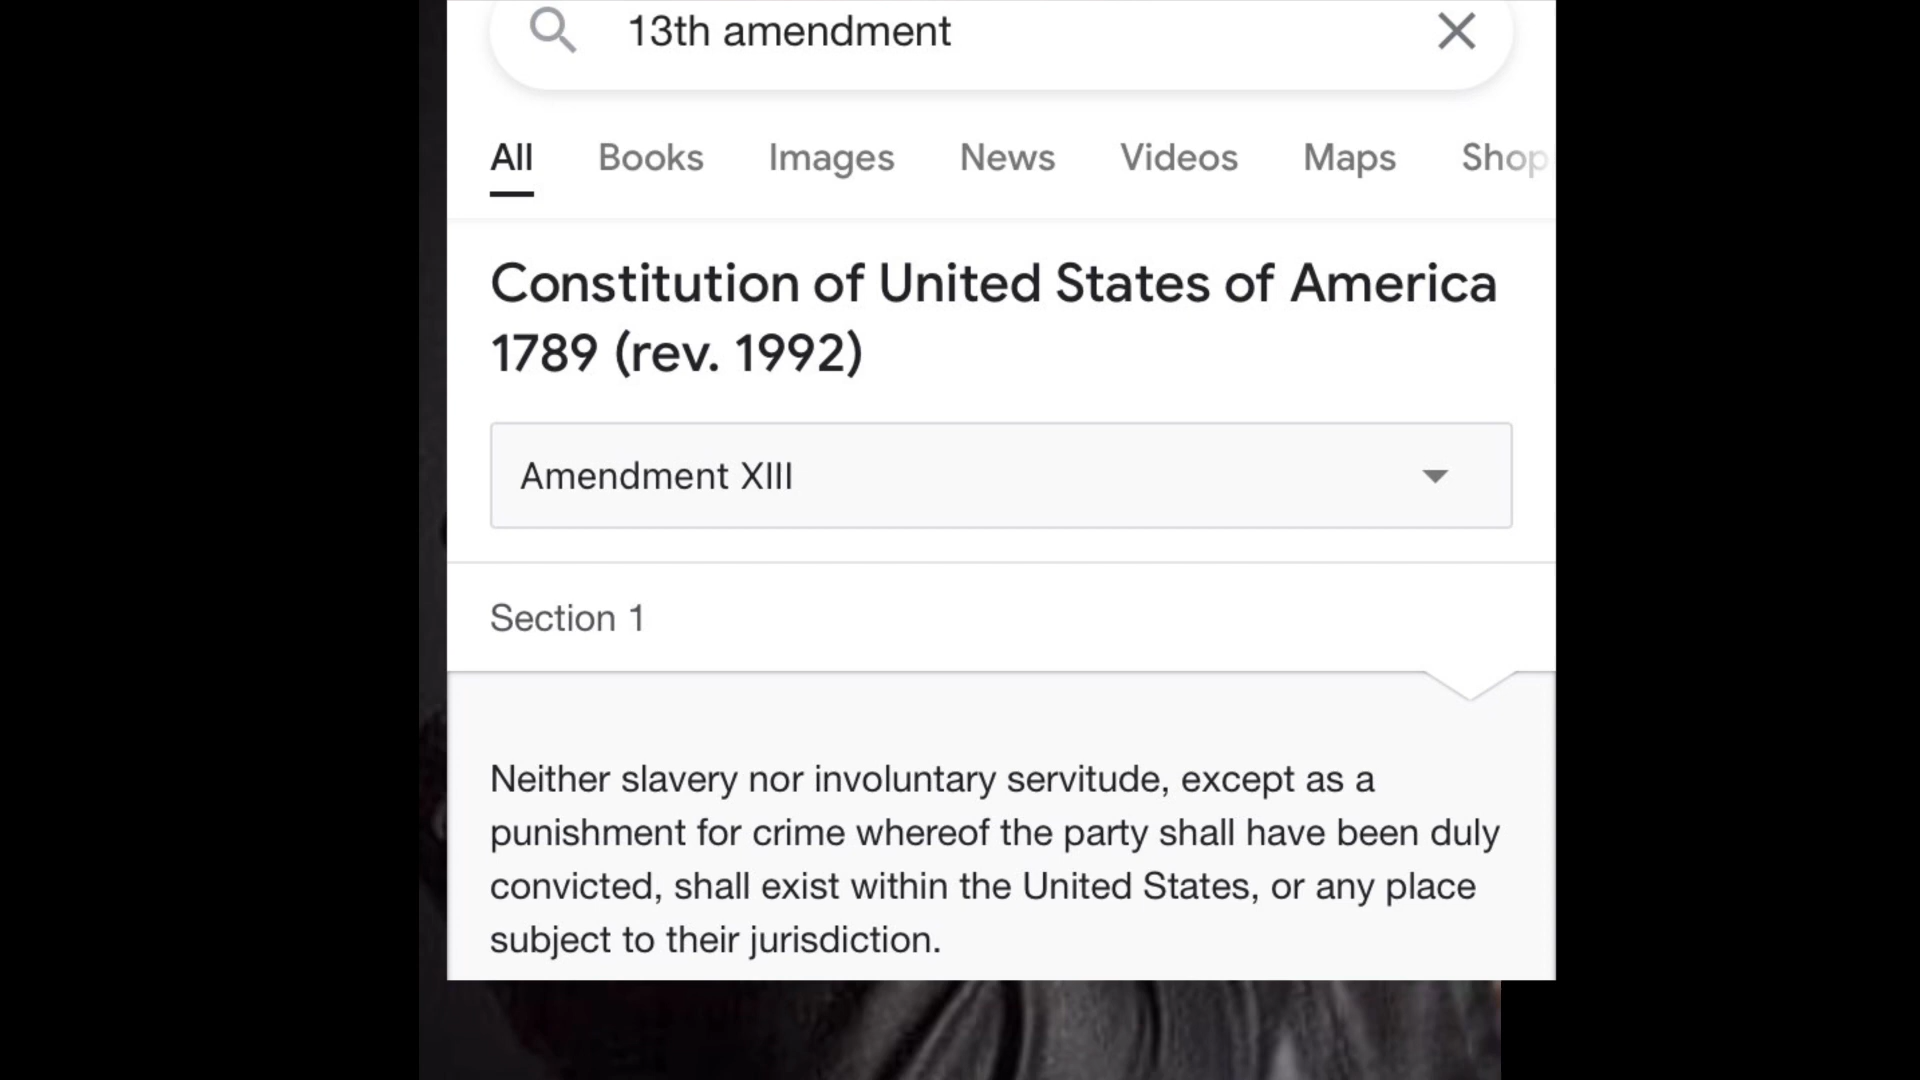 13th amendment
All Books Images News Videos Maps Shop
Constitution of United States of America
1789 (rev. 1992)
Amendment XIII
Section 1
Neither slavery nor involuntary servitude, except as a
punishment for crime whereof the party shall have been duly
convicted, shall exist within the United States, or any place
subject to their jurisdiction.